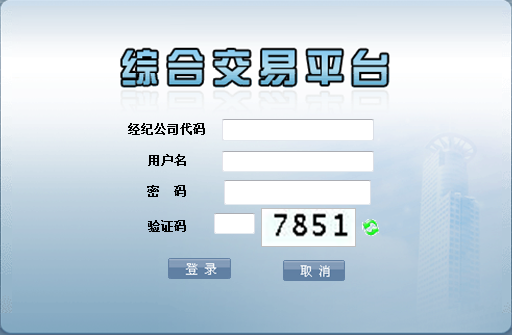 综合交易平台
经纪公司代码
用户名
密 码
验证码 7851
登 录 取 消